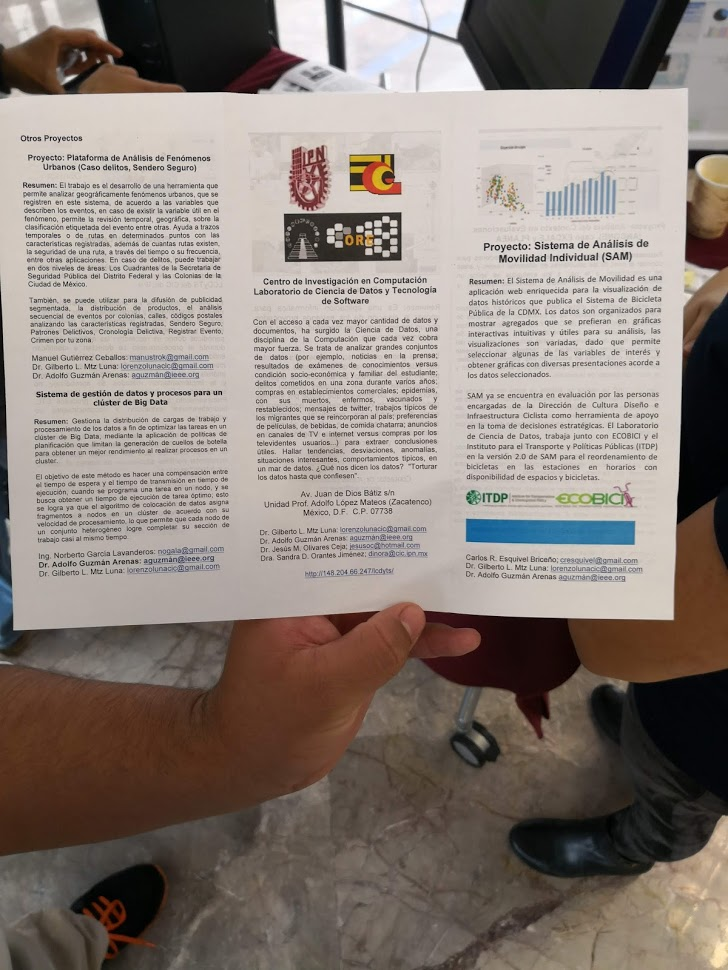 Otros Proyectos
Proyecto: Plataforma de Análisis de Fenómenos
Urbanos (Caso delitos, Sendero Seguro)
Resumen: El trabajo es el desarrollo de una herramienta que
permite analizar geográficamente fenómenos urbanos, que se
registren en este sistema, de acuerdo a las variables que
describen los eventos, en caso de existir la variable útil en el
fenómeno, permite la revisión temporal, geográfica, sobre la
clasificación etiquetada del evento entre otras. Ayuda a trazos
temporales o de rutas en determinados puntos con las
características registradas, además de cuantas rutas existen,
la seguridad de una ruta, a través del tiempo o su frecuencia,
entre otras aplicaciones. En caso de delitos, puede trabajar
en dos niveles de áreas: Los Cuadrantes de la Secretaria de
Seguridad Pública del Distrito Federal y las Colonias de la
Ciudad de México.
También, se puede utilizar para la difusión de publicidad
segmentada, la distribución de productos, el análisis
secuencial de eventos por colonias, calles, códigos postales
analizando las características registradas, Sendero Seguro,
Patrones Delictivos, Cronología Delictiva, Registrar Evento,
Crimen por tu zona.
Manuel Gutiérrez Ceballos: manustrok@gmail.com
Dr. Gilberto L. Mtz Luna: lorenzolunacic@gmail.com
Dr. Adolfo Guzmán Arenas: aguzman@ieee.org
Sistema de gestión de datos y procesos para un
clúster de Big Data
Resumen: Gestiona la distribución de cargas de trabajo y
procesamiento de los datos a fin de optimizar las tareas en un
clúster de Big Data, mediante la aplicación de políticas de
planificación que limitan la generación de cuellos de botella
para obtener un mejor rendimiento al realizar procesos en un
clúster.
El objetivo de este método es hacer una compensación entre
el tiempo de espera y el tiempo de transmisión en tiempo de
ejecución, cuando se programa una tarea en un nodo, y se
busca obtener un tiempo de ejecución de tarea óptimo; esto
se logra ya que el algoritmo de colocación de datos asigna
fragmentos a nodos en un clúster de acuerdo con su
velocidad de procesamiento, lo que permite que cada nodo de
un conjunto heterogéneo logre completar su sección de
trabajo casi al mismo tiempo
Ing. Norberto García Lavanderos: nogala@gmail.com
Dr. Adolfo Guzmán Arenas: aguzmán@ieee.org
Dr. Gilberto L. Mtz Luna: lorenzolunacic@gmail.com
IPN
Centro de Investigación en Computación
Laboratorio de Ciencia de Datos y Tecnología
de Software
Con el acceso a cada vez mayor cantidad de datos y
documentos, ha surgido la Ciencia de Datos, una
disciplina de la Computación que cada vez cobra
mayor fuerza. Se trata de analizar grandes conjuntos
de datos (por ejemplo, noticias en la prensa;
resultados de exámenes de conocimientos versus
condición socio-económica y familiar del estudiante;
delitos cometidos en una zona durante varios años;
compras en establecimientos comerciales; epidemias,
con sus muertos, enfermos, vacunados y
restablecidos; mensajes de twitter, trabajos típicos de
los migrantes que se reincorporan al país; preferencias
de películas, de bebidas, de comida chatarra; anuncios
en canales de TV e internet versus compras por los
televidentes usuarios...) para extraer conclusiones
útiles. Hallar tendencias, desviaciones, anomalías,
situaciones interesantes, comportamientos típicos, en
un mar de datos. ¿Qué nos dicen los datos? "Torturar
los datos hasta que confiesen".
Av. Juan de Dios Bátiz s/n
Unidad Prof. Adolfo López Mateos (Zacatenco)
México, D.F. C.P. 07738
Dr. Gilberto L. Mtz Luna: lorenzolunacic@gmail.com
Dr. Adolfo Guzmán Arenas: aguzman@ieee.org
Dr. Jesús M. Olivares Ceja; jesusoc@hotmail.com
Dra. Sandra D. Orantes Jiménez; dinora@cic.ipn.mx
http://148.204.66.247/lcdyts/
Proyecto: Sistema de Análisis de
Movilidad Individual (SAM)
Resumen: El Sistema de Análisis de Movilidad es una
aplicación web enriquecida para la visualización de
datos históricos que publica el Sistema de Bicicleta
Pública de la CDMX. Los datos son organizados para
mostrar agregados que se prefieran en gráficas
interactivas intuitivas y útiles para su análisis, las
visualizaciones son variadas, dado que permite
seleccionar algunas de las variables de interés y
obtener gráficas con diversas presentaciones acorde a
los datos seleccionados.
SAM ya se encuentra en evaluación por las personas
encargadas de la Dirección de Cultura Diseño e
Infraestructura Ciclista como herramienta de apoyo
en la toma de decisiones estratégicas. El Laboratorio
de Ciencia de Datos, trabaja junto con ECOBICI y el
Instituto para el Transporte y Políticas Públicas (ITDP)
en la versión 2.0 de SAM para el reordenamiento de
bicicletas en las estaciones en horarios con
disponibilidad de espacios y bicicletas.
ITDP
ECOBICI
Carlos R. Esquivel Briceño; cresquivel@gmail.com
Dr. Gilberto L. Mtz Luna: lorenzolunacic@gmail.com
Dr. Adolfo Guzmán Arenas aguzmán@ieee.org